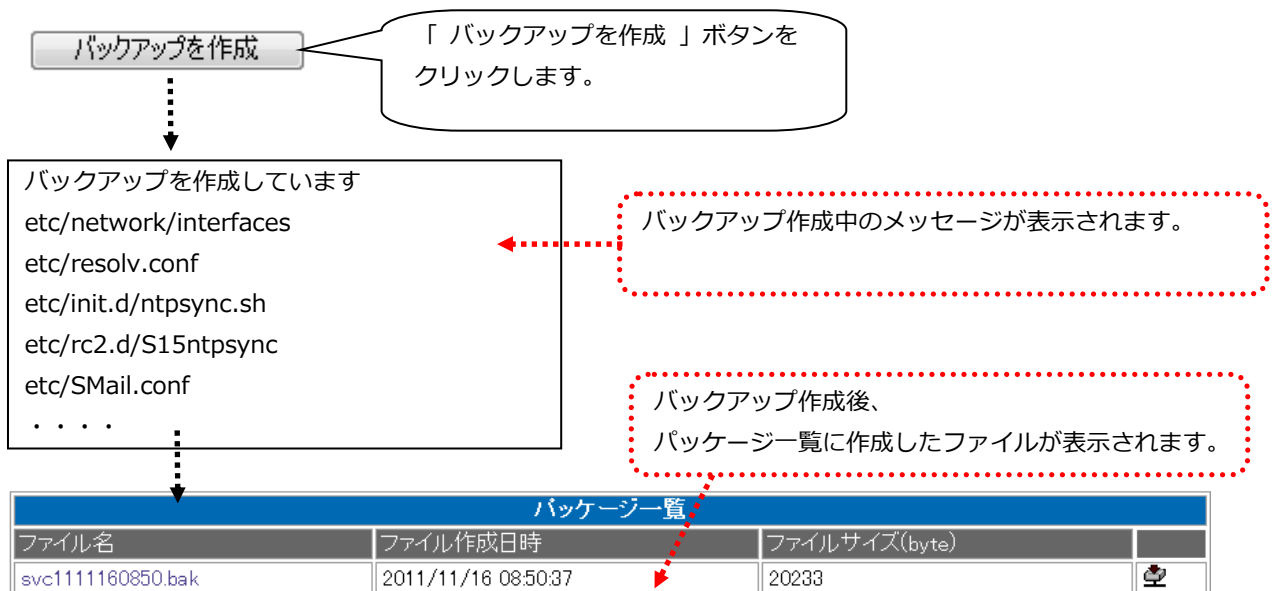 バックアップを作成
「 バックアップを作成 」ボタンを
クリックします。
バックアップを作成しています
etc/network/interfaces
etc/resolv.conf
etc/init.d/ntpsync.sh
etc/rc2.d/S15ntpsync
etc/SMail.conf
・・・・
バックアップ作成中のメッセージが表示されます。
バックアップ作成後、
パッケージ一覧に作成したファイルが表示されます。
パッケージ一覧
ファイル名 ファイル作成日時 ファイルサイズ(byte)
svc1111160850.bak 2011/11/16 08:50:37 20233